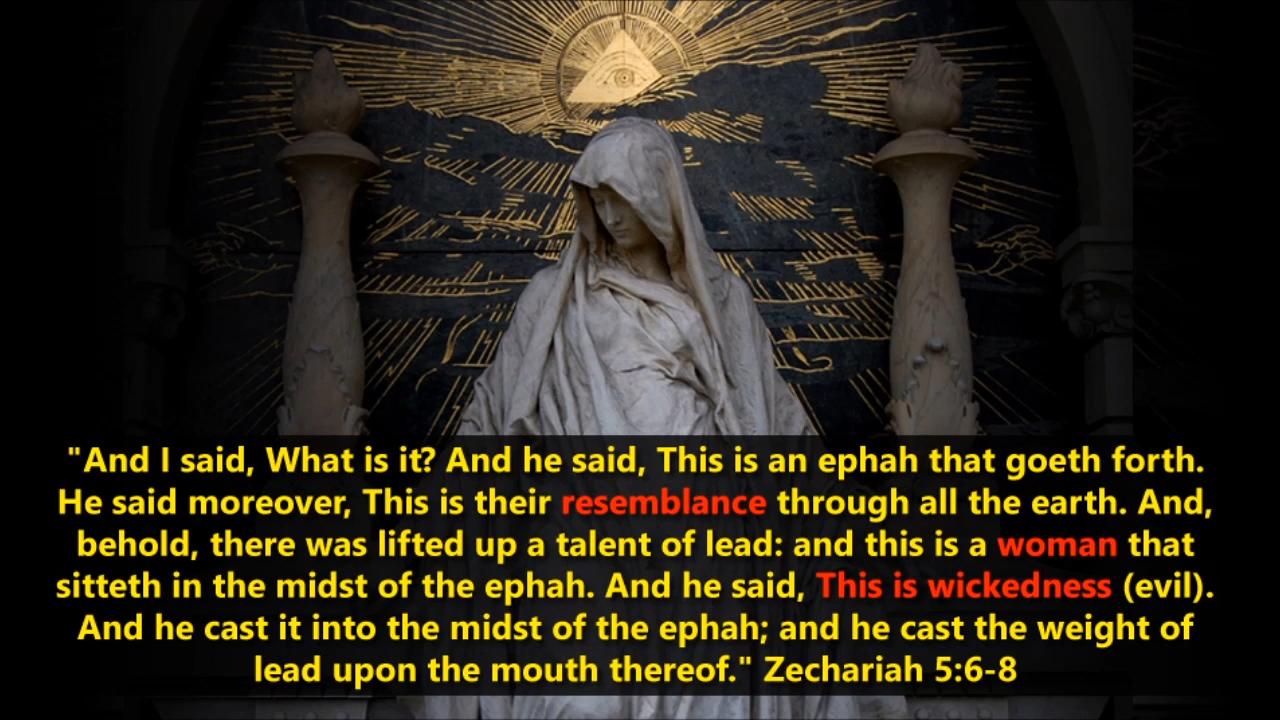 "And I said, What is it? And he said, This is an ephah that goeth forth.
He said moreover, This is their resemblance through all the earth. And,
behold, there was lifted up a talent of lead: and this is a woman that
sitteth in the midst of the ephah. And he said, This is wickedness (evil).
And he cast it into the midst of the ephah; and he cast the weight of
lead upon the mouth thereof." Zechariah 5:6-8